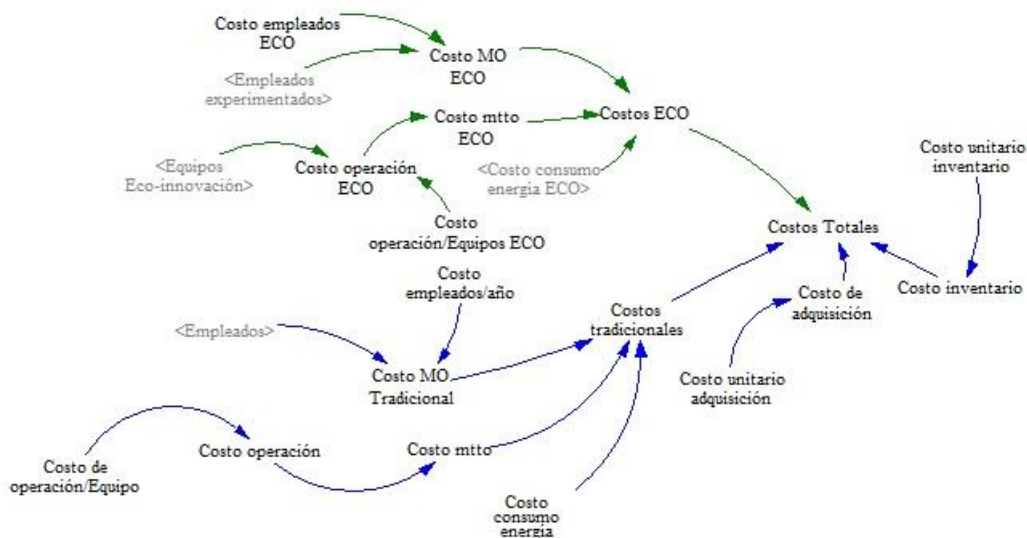 Costo empleados
ECO
Costo MO
ECO
<Empleados
experimentados>
Costo mtto
ECO
Costos ECO
<Equipos
Eco-innovación>
Costo operación
ECO
<Costo consumo
energia ECO>
Costo unitario
inventario
Costo
operación/Equipos ECO
Costos Totales
Costo
empleados/año
Costo de
adquisición
Costo inventario
Costos
tradicionales
<Empleados>
Costo MO
Tradicional
Costo unitario
adquisición
Costo de
operación/Equipo
Costo operación
Costo mtto
Costo
consumo
energía